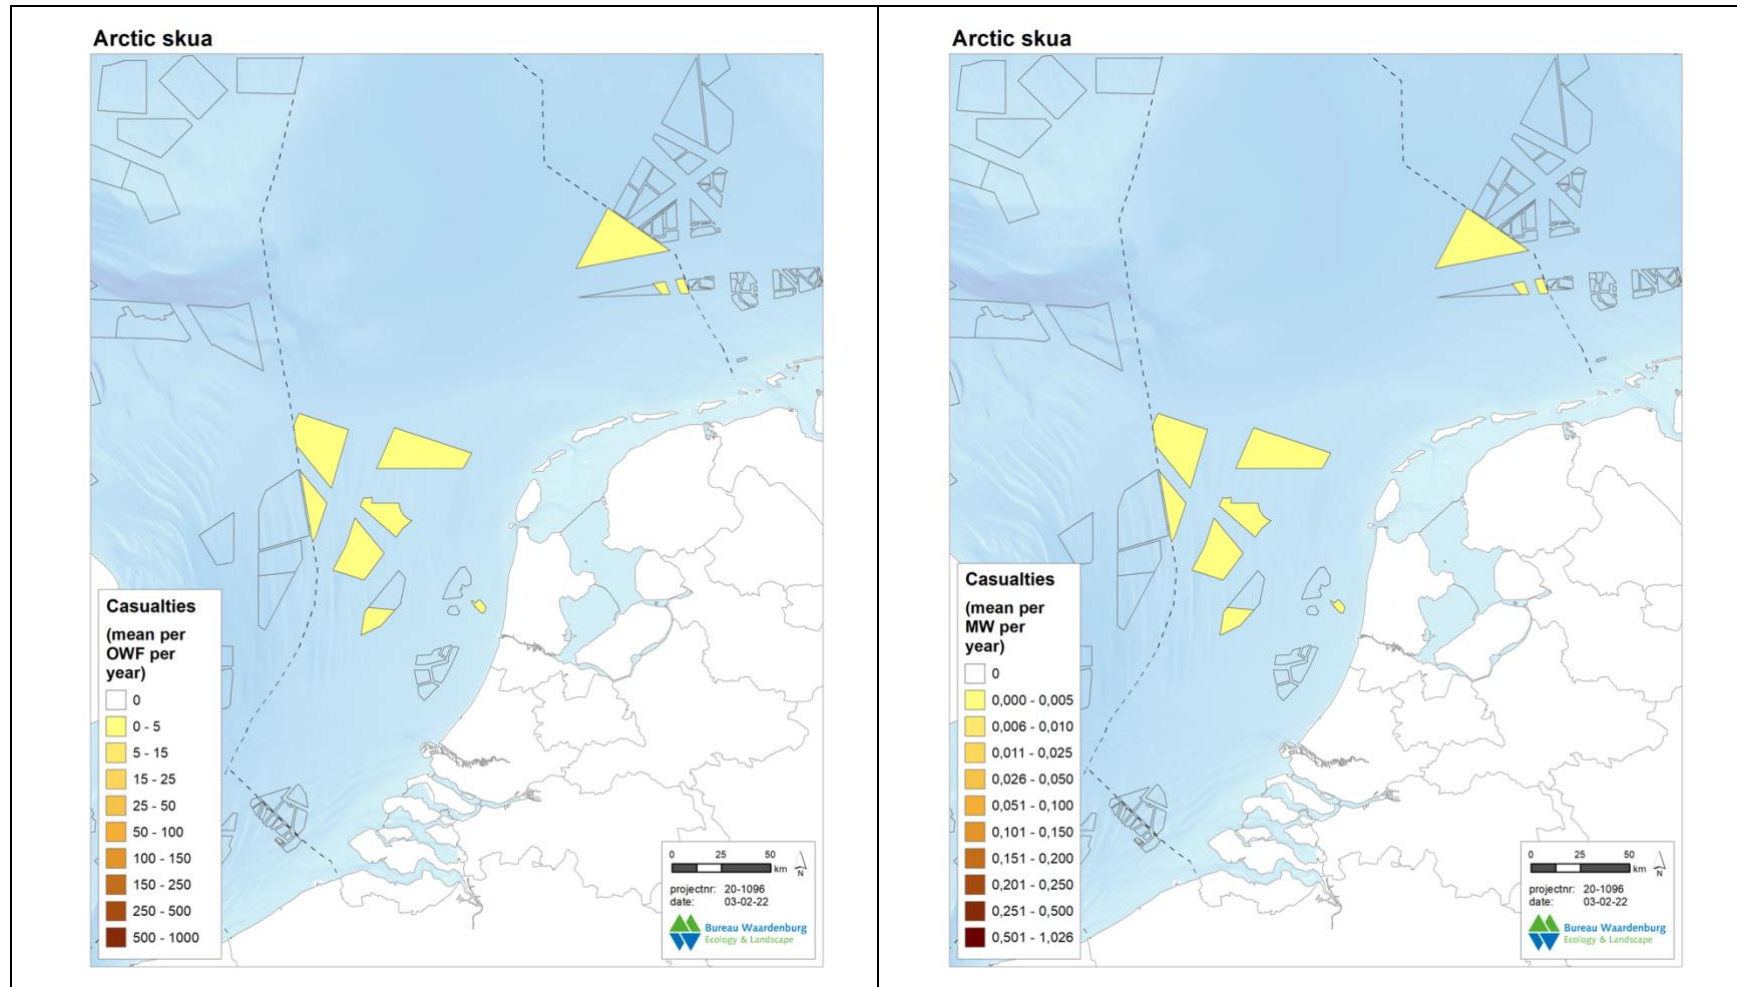 Arctic skua
Casualties
(mean per
OWF per
year)
0
0 - 5
5 - 15
15 - 25
25 - 50
50 - 100
100 - 150
150 - 250
250 - 500
500 - 1000
0 25 50
km
N
projectnr: 20-1096
date: 03-02-22
Bureau Waardenburg
Ecology & Landscape
Arctic skua
Casualties
(mean per
MW per
year)
0
0,000 - 0,005
0,006 - 0,010
0,011 - 0,025
0,026 - 0,050
0,051 - 0,100
0,101 - 0,150
0,151 - 0,200
0,201 - 0,250
0,251 - 0,500
0,501 - 1,026
0 25 50
km
N
projectnr: 20-1096
date: 03-02-22
Bureau Waardenburg
Ecology & Landscape